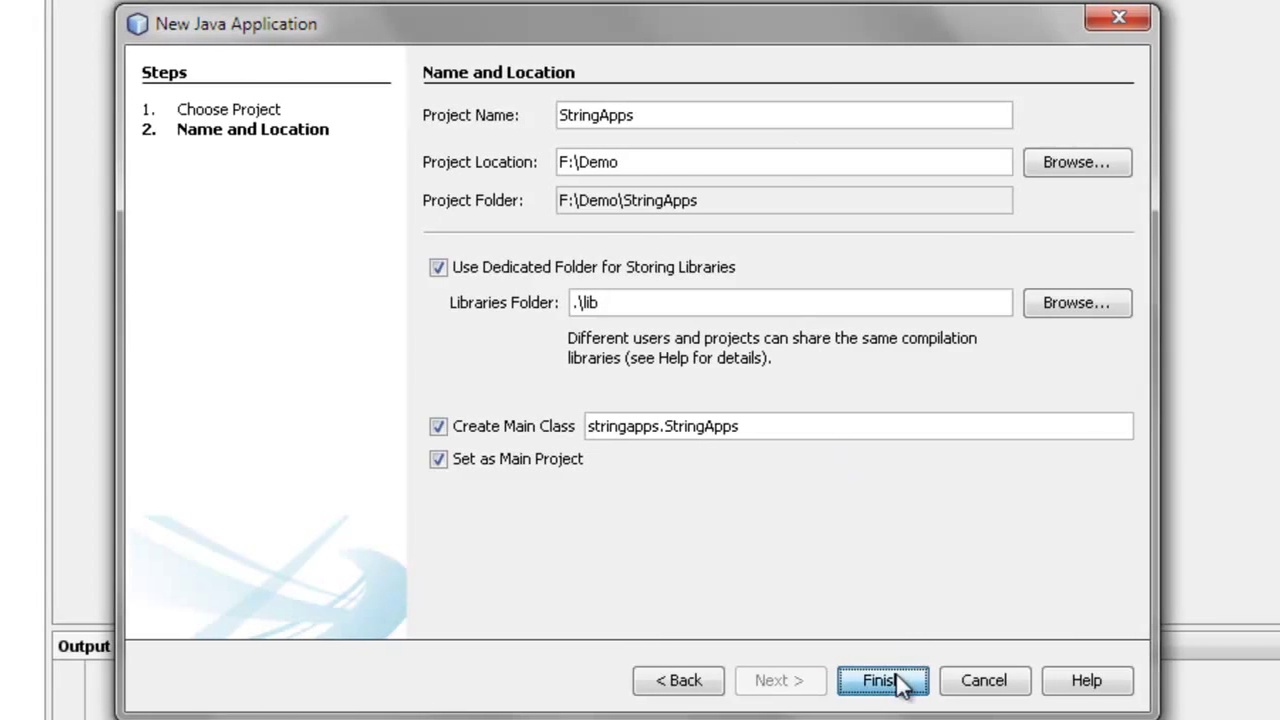 New Java Application
Steps
1. Choose Project
2. Name and Location
Name and Location
Project Name: StringApps
Project Location: F:\Demo Browse...
Project Folder: F:\Demo\StringApps
Use Dedicated Folder for Storing Libraries
Libraries Folder: .\lib Browse...
Different users and projects can share the same compilation
libraries (see Help for details).
Create Main Class stringapps.StringApps
Set as Main Project
Output
< Back Next > Finish Cancel Help